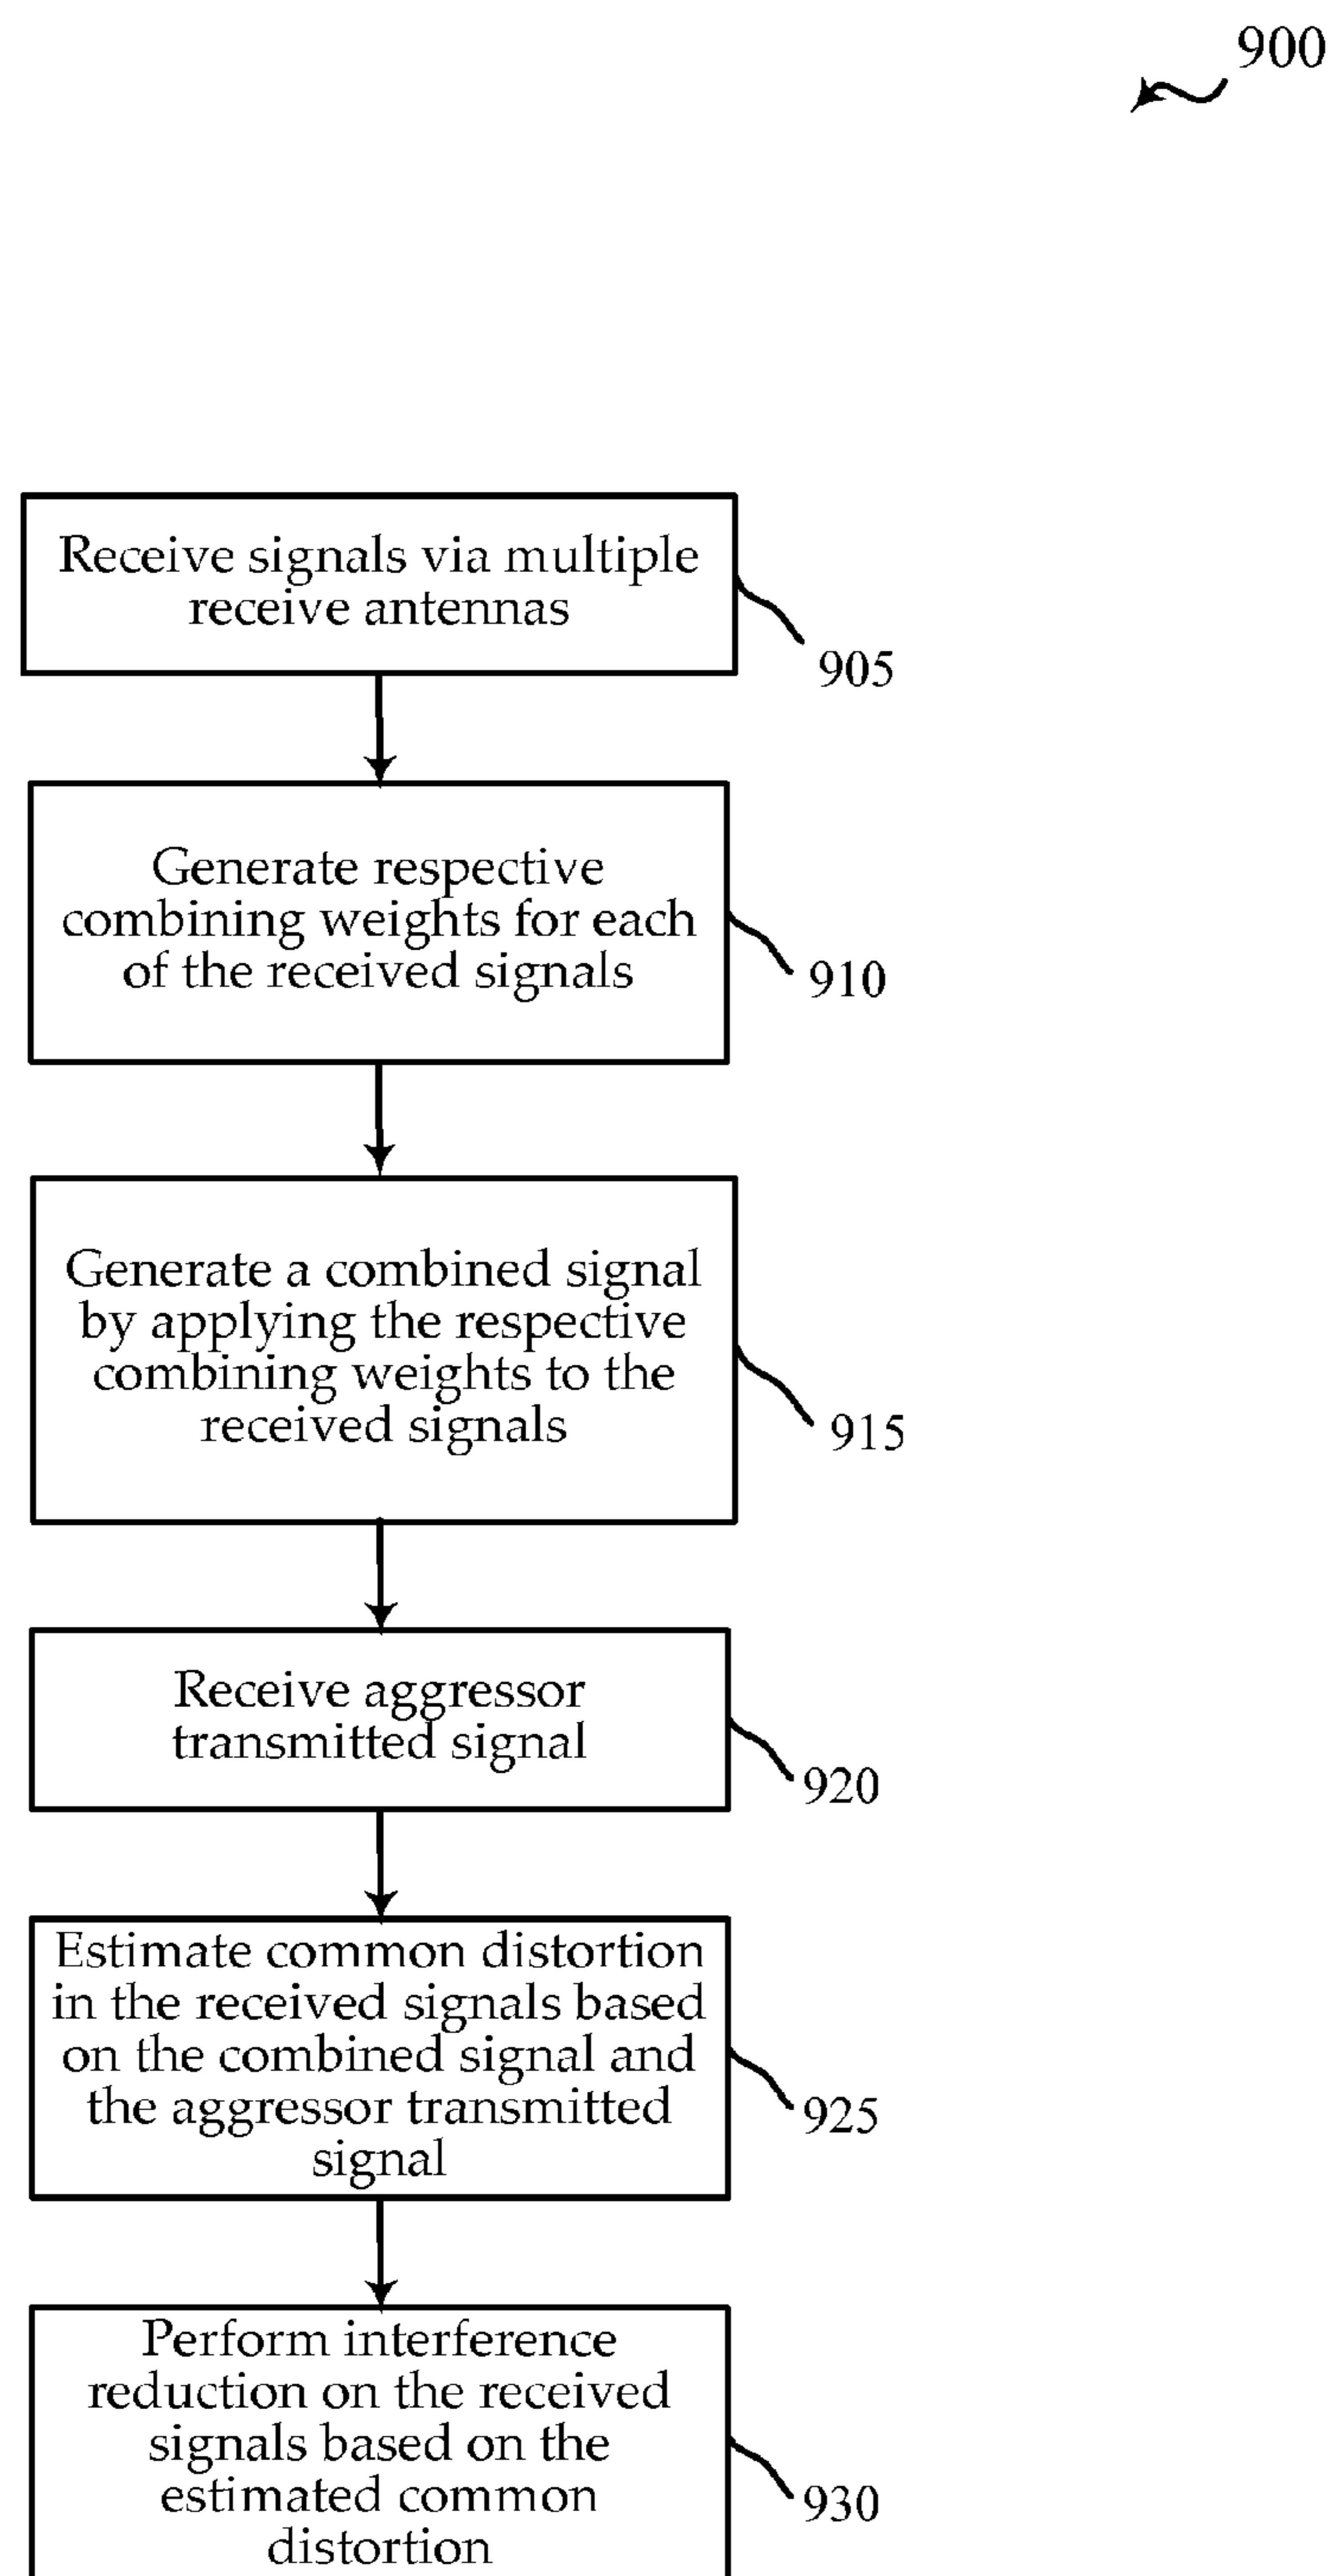 900
Receive signals via multiple
receive antennas
905
Generate respective
combining weights for each
of the received signals
910
Generate a combined signal
by applying the respective
combining weights to the
received signals
915
Receive aggressor
transmitted signal
920
Estimate common distortion
in the received signals based
on the combined signal and
the aggressor transmitted
signal
925
Perform interference
reduction on the received
signals based on the
estimated common
distortion
930